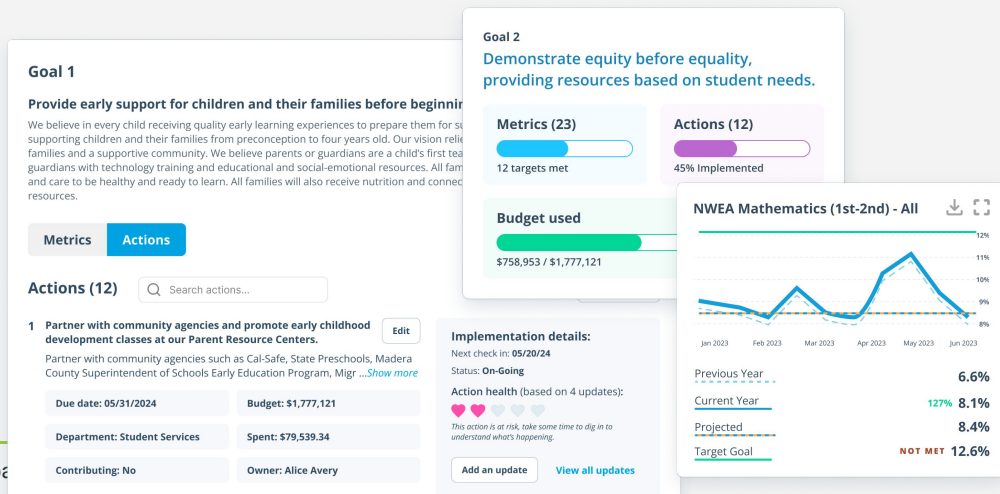 Goal 1
Provide early support for children and their families before beginnin
We believe in every child receiving quality early learning experiences to prepare them for su
supporting children and their families from preconception to four years old. Our vision relie
families and a supportive community. We believe parents or guardians are a child's first tea
guardians with technology training and educational and social-emotional resources. All fam
and care to be healthy and ready to learn. All families will also receive nutrition and connec
resources.
Metrics
Actions
Actions (12)
Search actions...
1 Partner with community agencies and promote early childhood
development classes at our Parent Resource Centers.
Edit
Partner with community agencies such as Cal-Safe, State Preschools, Madera
County Superintendent of Schools Early Education Program, Migr ...Show more
Due date: 05/31/2024
Budget: $1,777,121
Department: Student Services
Spent: $79,539.34
Contributing: No
Owner: Alice Avery
Implementation details:
Next check in: 05/20/24
Status: On-Going
Action health (based on 4 updates):
This action is at risk, take some time to dig in to
understand what's happening.
Add an update
View all updates
Goal 2
Demonstrate equity before equality,
providing resources based on student needs.
Metrics (23)
12 targets met
Actions (12)
45% Implemented
Budget used
$758,953 / $1,777,121
NWEA Mathematics (1st-2nd) - All
12%
11%
10%
9%
8%
Jan 2023
Feb 2023
Mar 2023
Apr 2023
May 2023
Jun 2023
Previous Year 6.6%
Current Year 127% 8.1%
Projected 8.4%
Target Goal NOT MET 12.6%